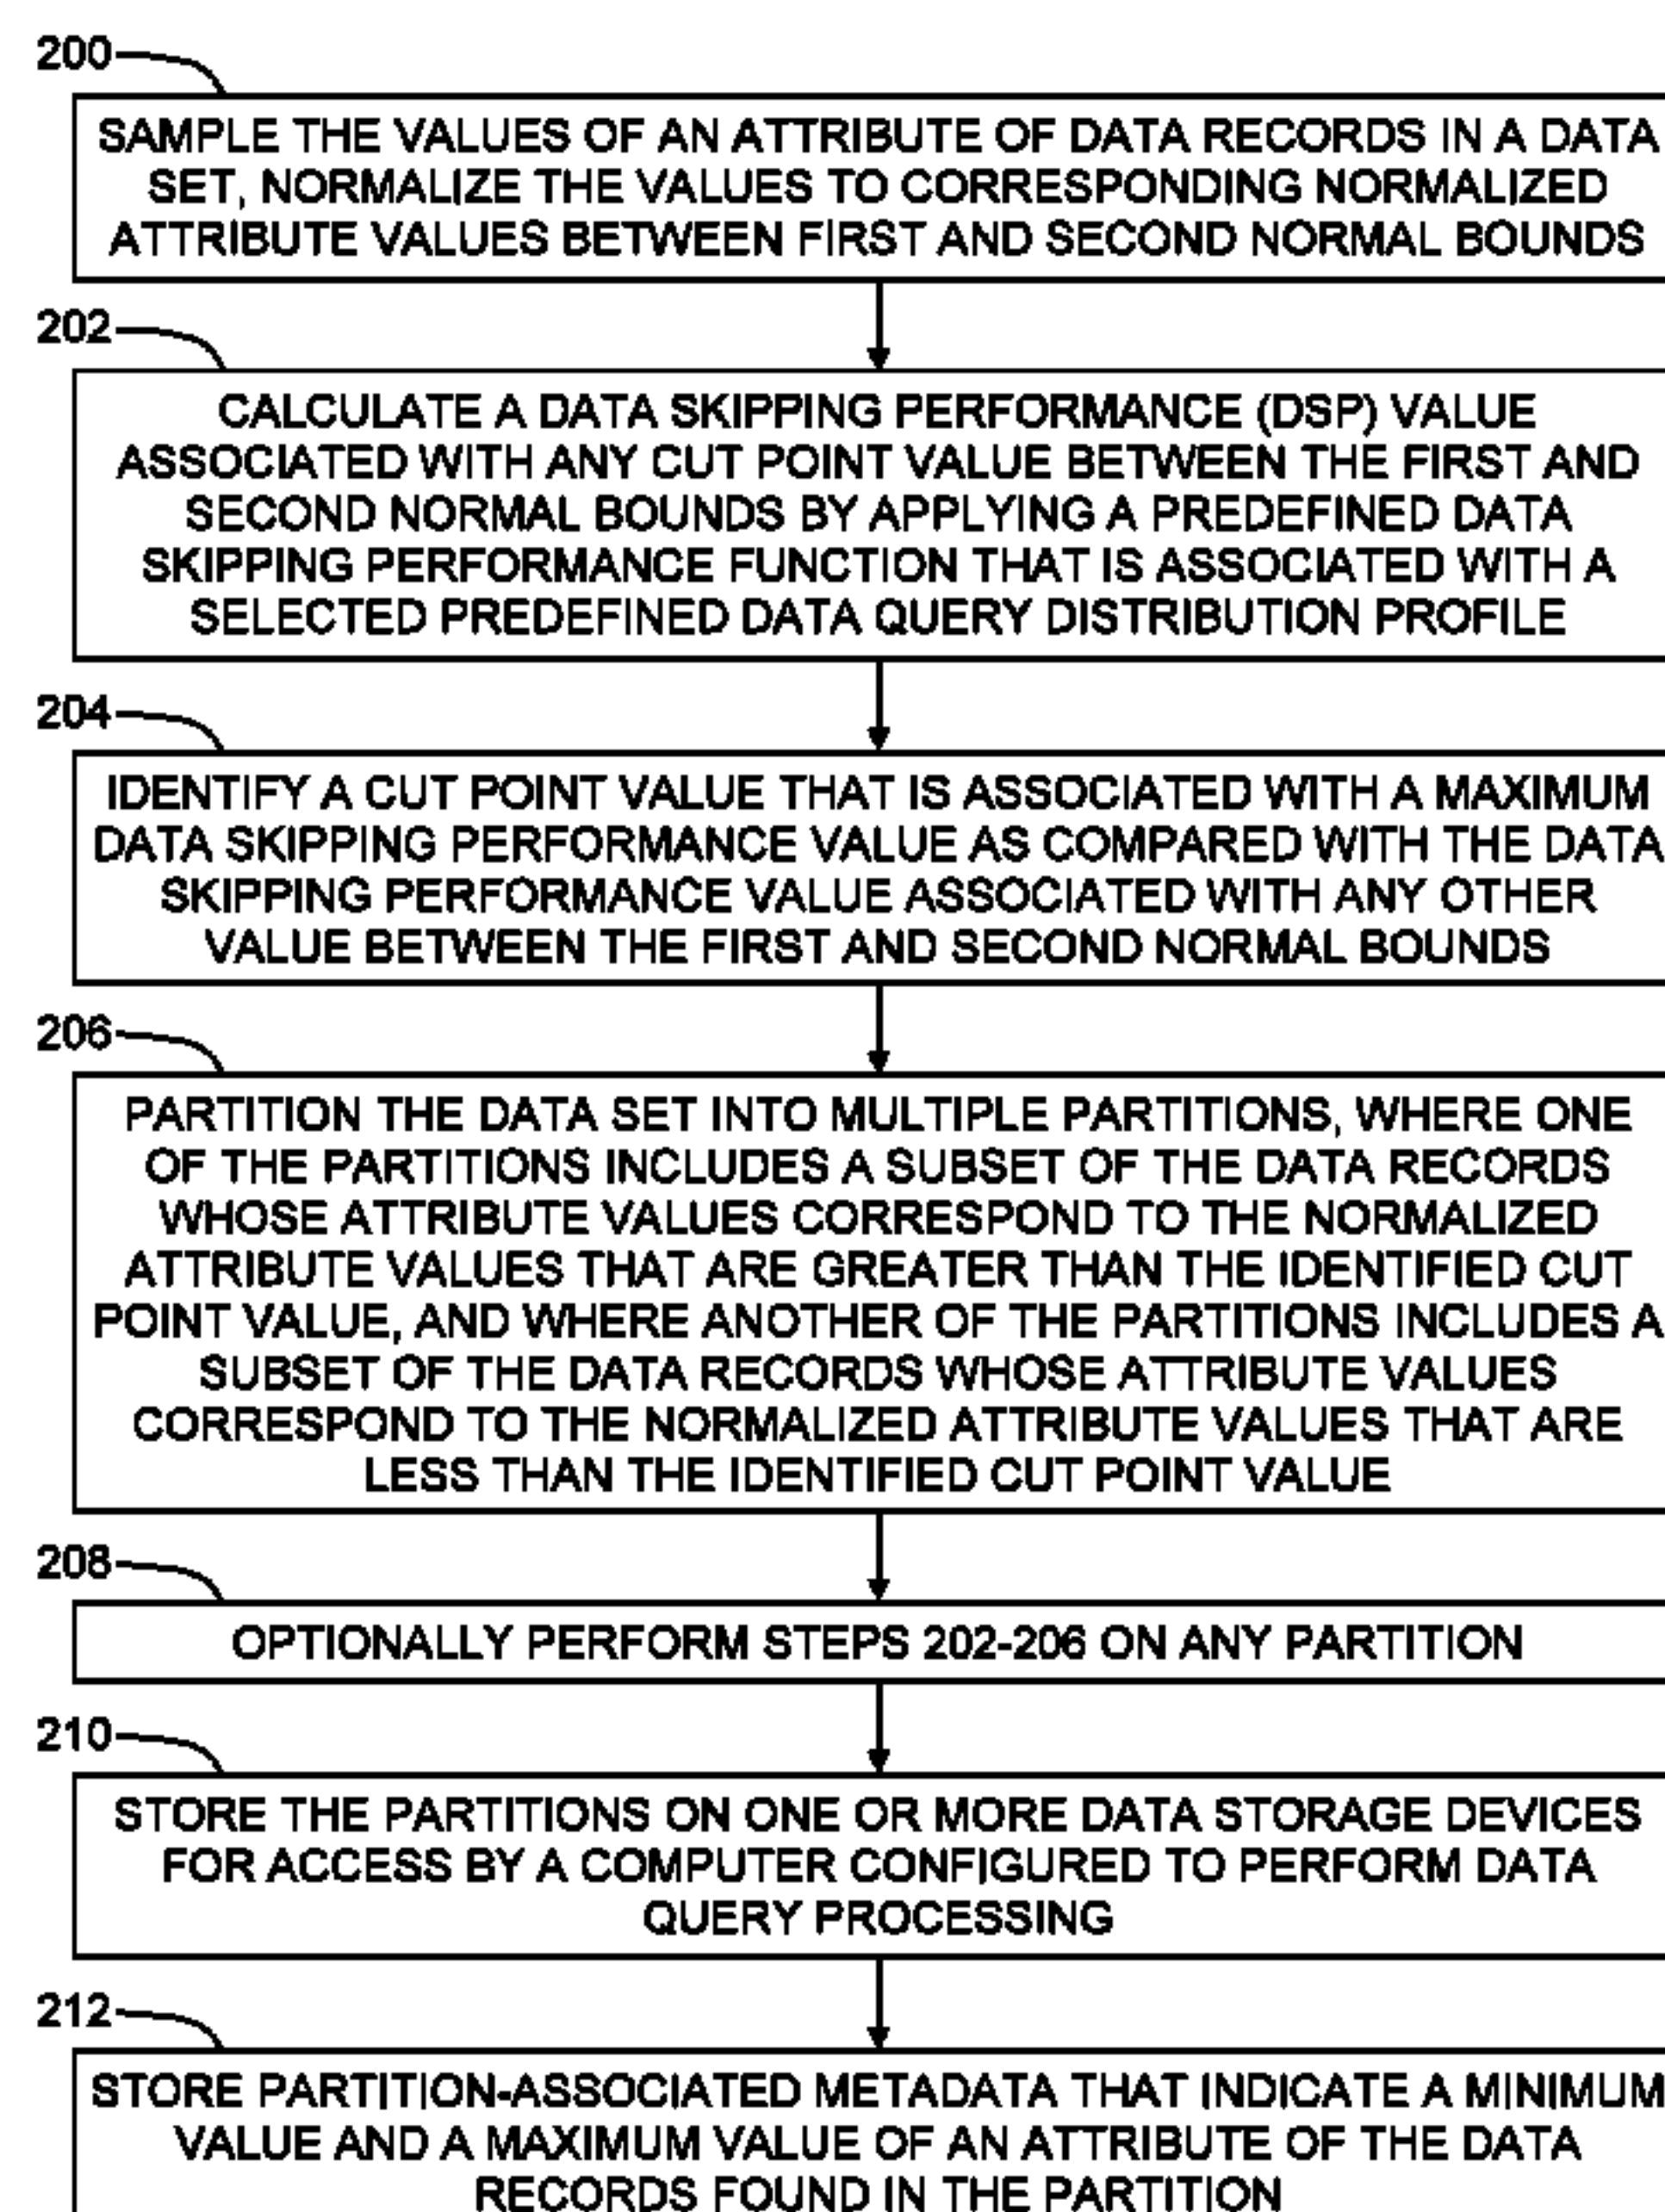 200
SAMPLE THE VALUES OF AN ATTRIBUTE OF DATA RECORDS IN A DATA
SET, NORMALIZE THE VALUES TO CORRESPONDING NORMALIZED
ATTRIBUTE VALUES BETWEEN FIRST AND SECOND NORMAL BOUNDS
202
CALCULATE A DATA SKIPPING PERFORMANCE (DSP) VALUE
ASSOCIATED WITH ANY CUT POINT VALUE BETWEEN THE FIRST AND
SECOND NORMAL BOUNDS BY APPLYING A PREDEFINED DATA
SKIPPING PERFORMANCE FUNCTION THAT IS ASSOCIATED WITH A
SELECTED PREDEFINED DATA QUERY DISTRIBUTION PROFILE
204
IDENTIFY A CUT POINT VALUE THAT IS ASSOCIATED WITH A MAXIMUM
DATA SKIPPING PERFORMANCE VALUE AS COMPARED WITH THE DATA
SKIPPING PERFORMANCE VALUE ASSOCIATED WITH ANY OTHER
VALUE BETWEEN THE FIRST AND SECOND NORMAL BOUNDS
206
PARTITION THE DATA SET INTO MULTIPLE PARTITIONS, WHERE ONE
OF THE PARTITIONS INCLUDES A SUBSET OF THE DATA RECORDS
WHOSE ATTRIBUTE VALUES CORRESPOND TO THE NORMALIZED
ATTRIBUTE VALUES THAT ARE GREATER THAN THE IDENTIFIED CUT
POINT VALUE, AND WHERE ANOTHER OF THE PARTITIONS INCLUDES A
SUBSET OF THE DATA RECORDS WHOSE ATTRIBUTE VALUES
CORRESPOND TO THE NORMALIZED ATTRIBUTE VALUES THAT ARE
LESS THAN THE IDENTIFIED CUT POINT VALUE
208
OPTIONALLY PERFORM STEPS 202-206 ON ANY PARTITION
210
STORE THE PARTITIONS ON ONE OR MORE DATA STORAGE DEVICES
FOR ACCESS BY A COMPUTER CONFIGURED TO PERFORM DATA
QUERY PROCESSING
212
STORE PARTITION-ASSOCIATED METADATA THAT INDICATE A MINIMUM
VALUE AND A MAXIMUM VALUE OF AN ATTRIBUTE OF THE DATA
RECORDS FOUND IN THE PARTITION